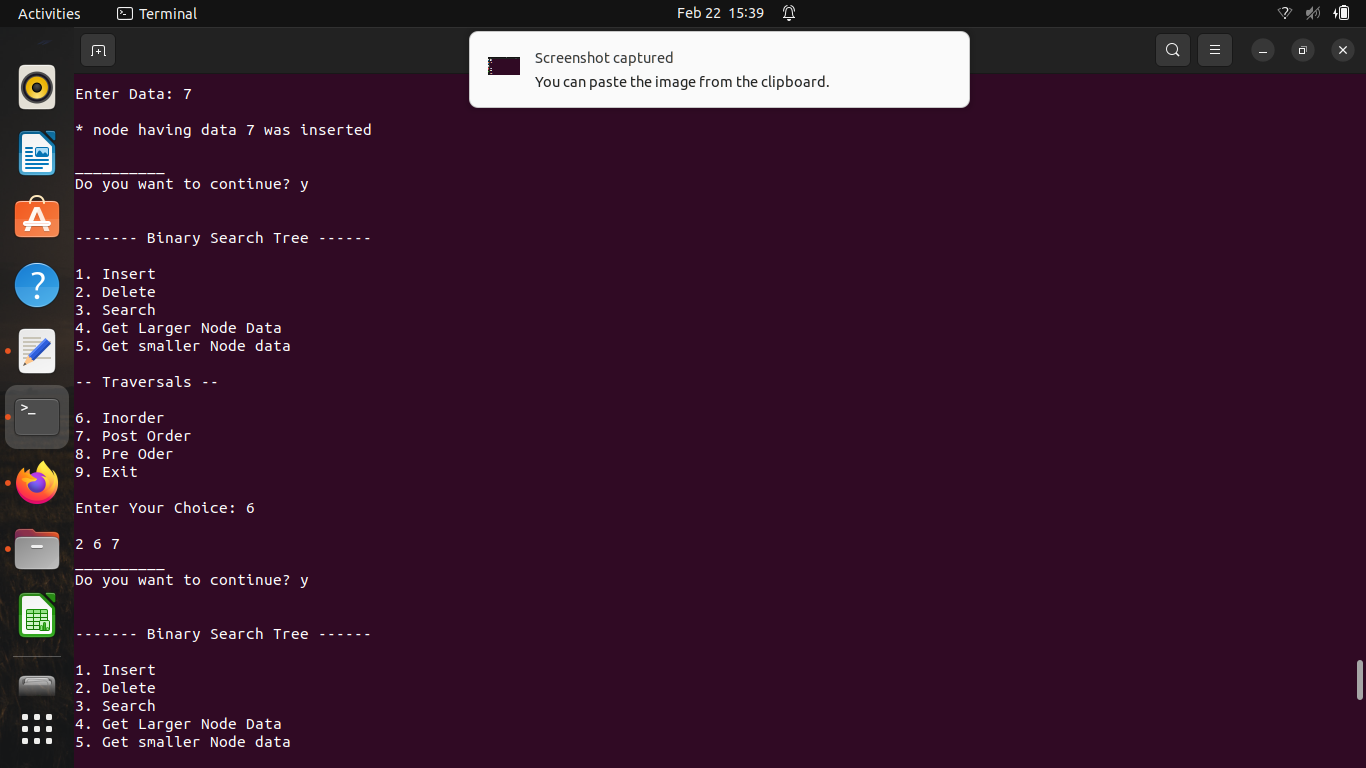 Activities
Terminal
Feb 22 15:39
Screenshot captured
You can paste the image from the clipboard.
Enter Data: 7
* node having data 7 was inserted
__________
Do you want to continue? y
------- Binary Search Tree ------
1. Insert
2. Delete
3. Search
4. Get Larger Node Data
5. Get smaller Node data
-- Traversals --
6. Inorder
7. Post Order
8. Pre Oder
9. Exit
Enter Your Choice: 6
2 6 7
__________
Do you want to continue? y
------- Binary Search Tree ------
1. Insert
2. Delete
3. Search
4. Get Larger Node Data
5. Get smaller Node data